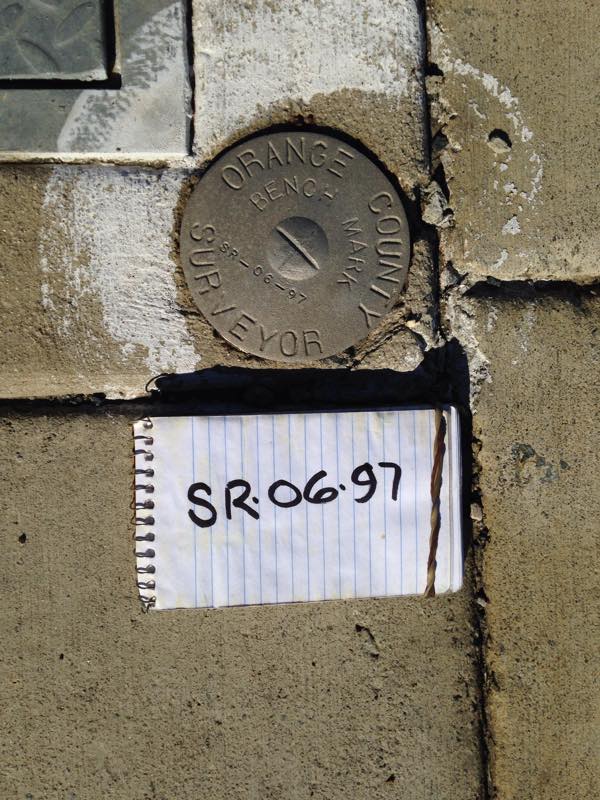 ORANGE COUNTY
BENCH MARK
SR-06-97
SURVEYOR
SR.06.97